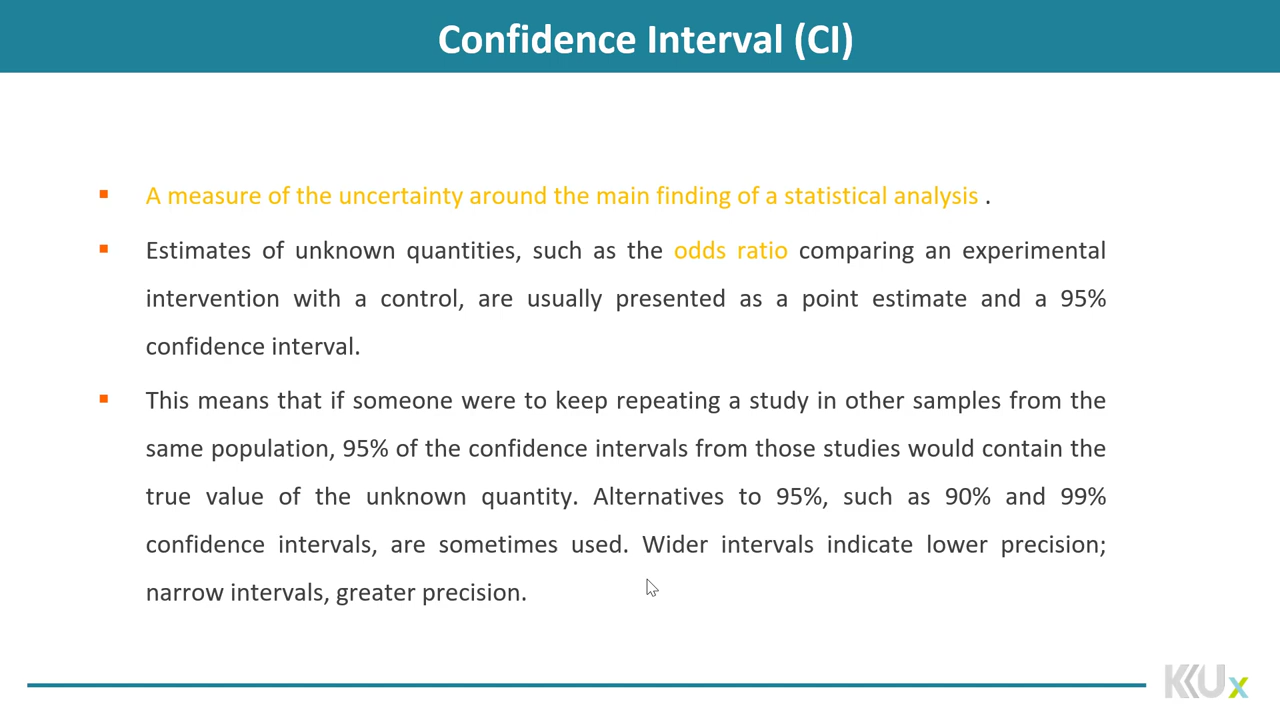 Confidence Interval (CI)
A measure of the uncertainty around the main finding of a statistical analysis .
Estimates of unknown quantities, such as the odds ratio comparing an experimental
intervention with a control, are usually presented as a point estimate and a 95%
confidence interval.
This means that if someone were to keep repeating a study in other samples from the
same population, 95% of the confidence intervals from those studies would contain the
true value of the unknown quantity. Alternatives to 95%, such as 90% and 99%
confidence intervals, are sometimes used. Wider intervals indicate lower precision;
narrow intervals, greater precision.
KKUx